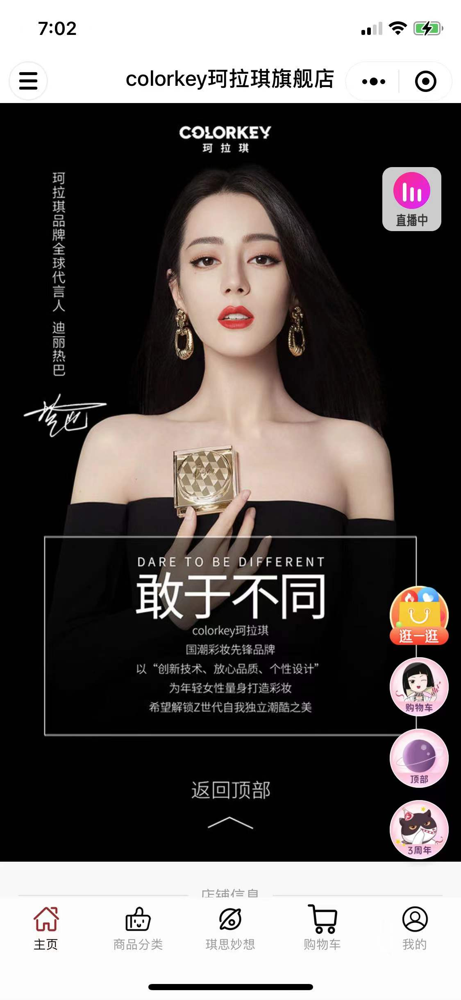 7:02
colorkey珂拉琪旗舰店
COLORKEY
珂拉琪
珂拉琪品牌全球代言人 迪丽热巴
直播中
DARE TO BE DIFFERENT
敢于不同
colorkey珂拉琪
国潮彩妆先锋品牌
以“创新技术、放心品质、个性设计”
为年轻女性量身打造彩妆
希望解锁Z世代自我独立潮酷之美
逛一逛
购物车
顶部
3周年
返回顶部
店铺信息
主页
商品分类
琪思妙想
购物车
我的